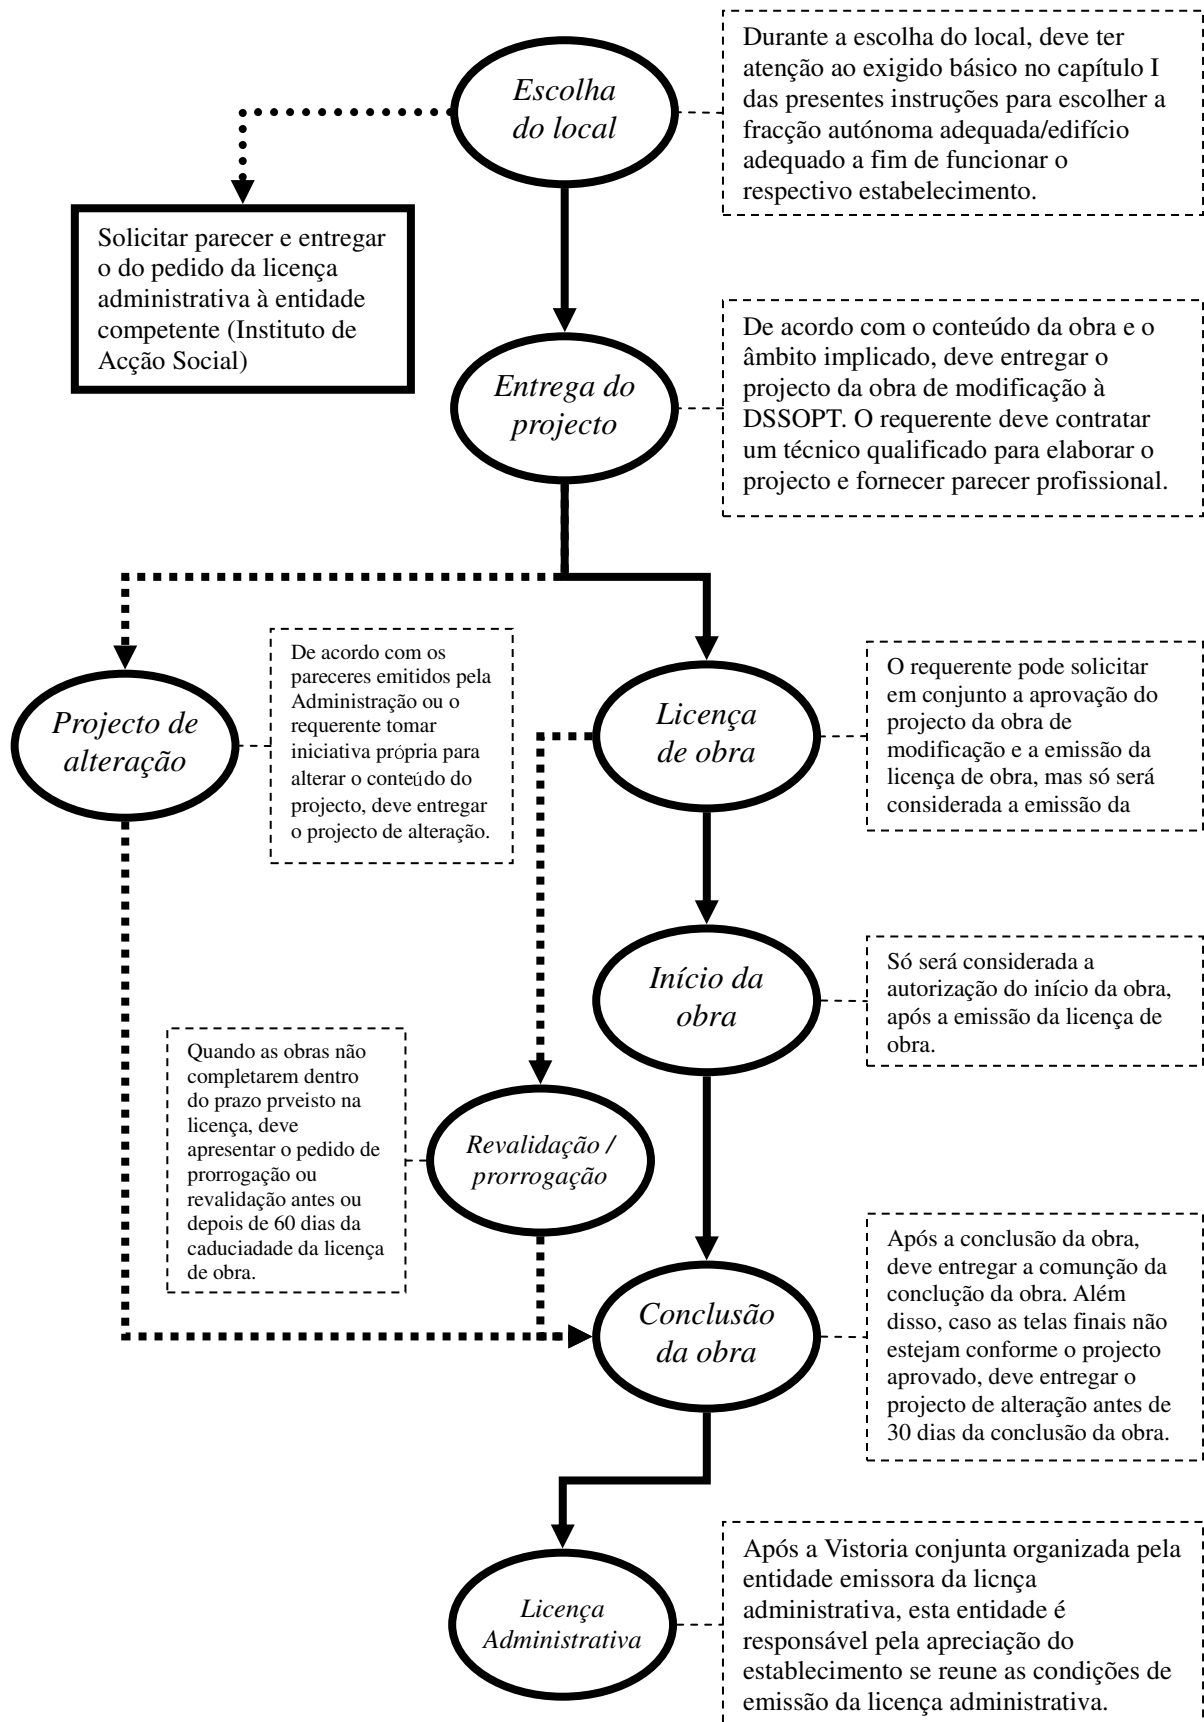 Escolha
do local
Durante a escolha do local, deve ter
atenção ao exigido básico no capítulo I
das presentes instruções para escolher a
fracção autónoma adequada/edifício
adequado a fim de funcionar o
respectivo estabelecimento.
Solicitar parecer e entregar
o do pedido da licença
administrativa à entidade
competente (Instituto de
Acção Social)
Entrega do
projecto
De acordo com o conteúdo da obra e o
âmbito implicado, deve entregar o
projecto da obra de modificação à
DSSOPT. O requerente deve contratar
um técnico qualificado para elaborar o
projecto e fornecer parecer profissional.
Projecto de
alteração
De acordo com os
pareceres emitidos pela
Administração ou o
requerente tomar
iniciativa própria para
alterar o conteúdo do
projecto, deve entregar
o projecto de alteração.
Licença
de obra
O requerente pode solicitar
em conjunto a aprovação do
projecto da obra de
modificação e a emissão da
licença de obra, mas só será
considerada a emissão da
Início da
obra
Só será considerada a
autorização do início da obra,
após a emissão da licença de
obra.
Quando as obras não
completarem dentro
do prazo prveisto na
licença, deve
apresentar o pedido de
prorrogação ou
revalidação antes ou
depois de 60 dias da
caduciadade da licença
de obra.
Revalidação /
prorrogação
Conclusão
da obra
Após a conclusão da obra,
deve entregar a comunção da
conclução da obra. Além
disso, caso as telas finais não
estejam conforme o projecto
aprovado, deve entregar o
projecto de alteração antes de
30 dias da conclusão da obra.
Licença
Administrativa
Após a Vistoria conjunta organizada pela
entidade emissora da licnça
administrativa, esta entidade é
responsável pela apreciação do
establecimento se reune as condições de
emissão da licença administrativa.